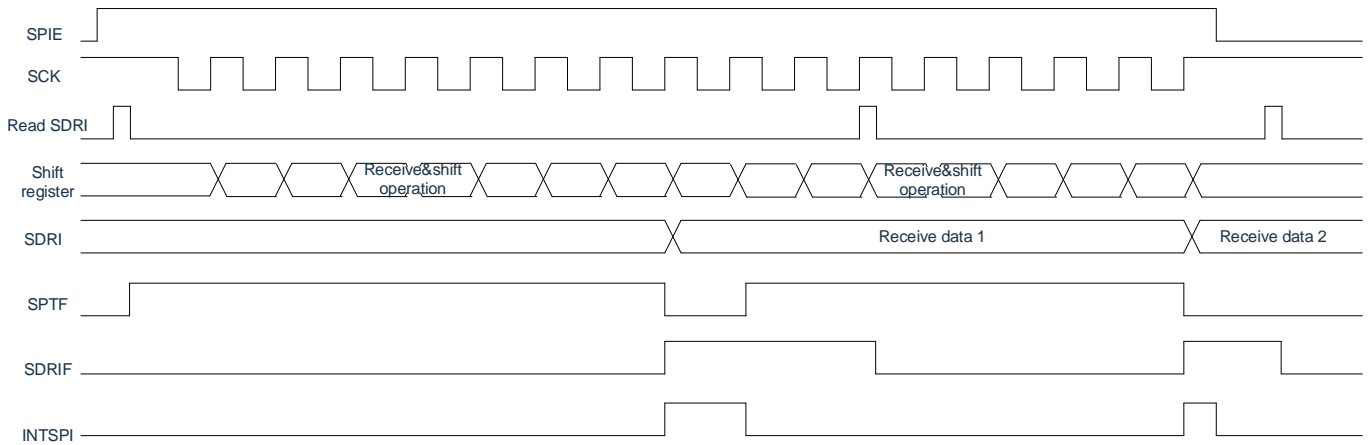 SPIE
SCK
Read SDRI
Shift
register
Receive&shift
operation
Receive&shift
operation
SDRI
Receive data 1
Receive data 2
SPTF
SDRIF
INTSPI